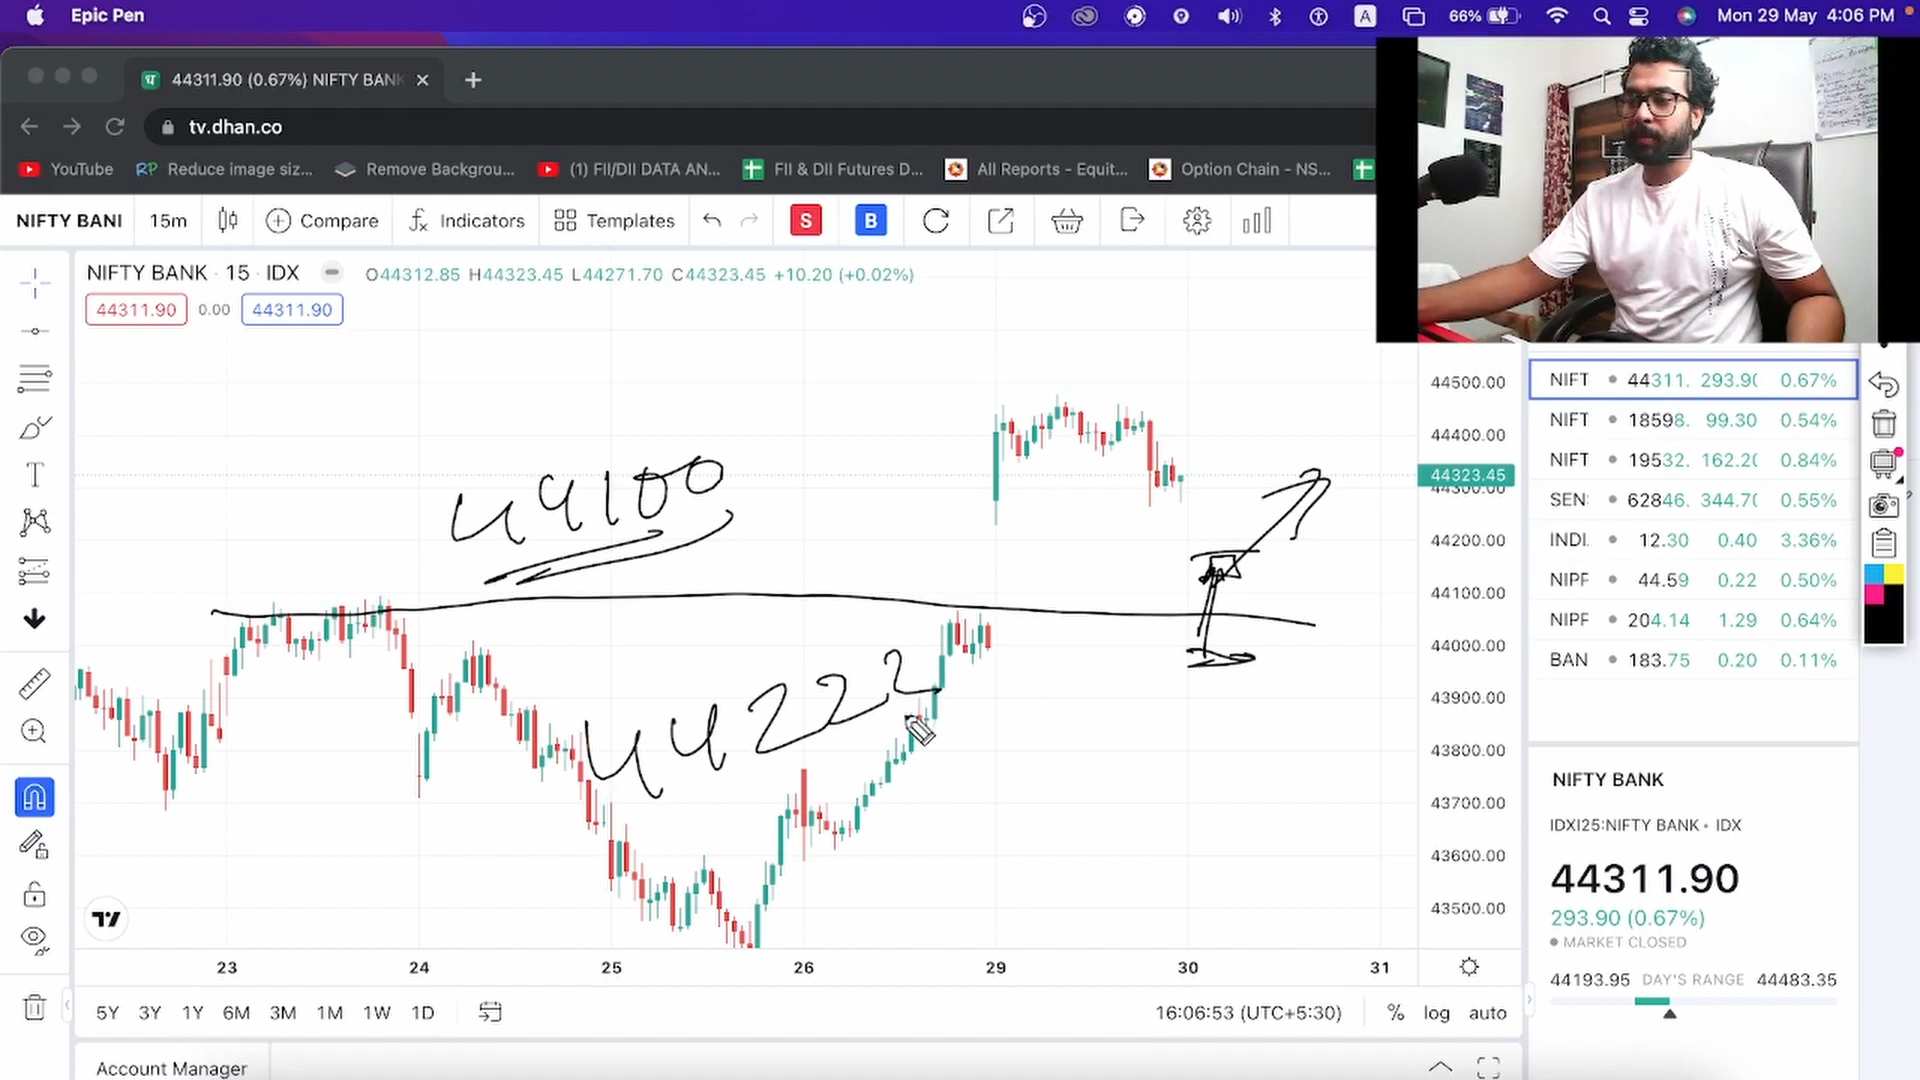 Epic Pen
A
66%
Mon 29 May 4:06 PM
44311.90 (0.67%) NIFTY BANK
tv.dhan.co
YouTube
RP Reduce image siz...
Remove Backgrou...
(1) FII/DII DATA AN...
FII & DII Futures D...
All Reports - Equit...
Option Chain - NS...
NIFTY BANI
15m
Compare
Indicators
Templates
S
B
NIFTY BANK · 15 · IDX
O44312.85 H44323.45 L44271.70 C44323.45 +10.20 (+0.02%)
44311.90 0.00 44311.90
44100
44222
44500.00
44400.00
44323.45
44300.00
44200.00
44100.00
44000.00
43900.00
43800.00
43700.00
43600.00
43500.00
23 24 25 26 29 30 31
5Y 3Y 1Y 6M 3M 1M 1W 1D
16:06:53 (UTC+5:30) % log auto
Account Manager
NIFT 44311. 293.90 0.67%
NIFT 18598. 99.30 0.54%
NIFT 19532. 162.20 0.84%
SEN: 62846. 344.70 0.55%
INDI. 12.30 0.40 3.36%
NIPF 44.59 0.22 0.50%
NIPF 204.14 1.29 0.64%
BAN 183.75 0.20 0.11%
NIFTY BANK
IDXI25:NIFTY BANK • IDX
44311.90
293.90 (0.67%)
MARKET CLOSED
44193.95 DAY'S RANGE 44483.35